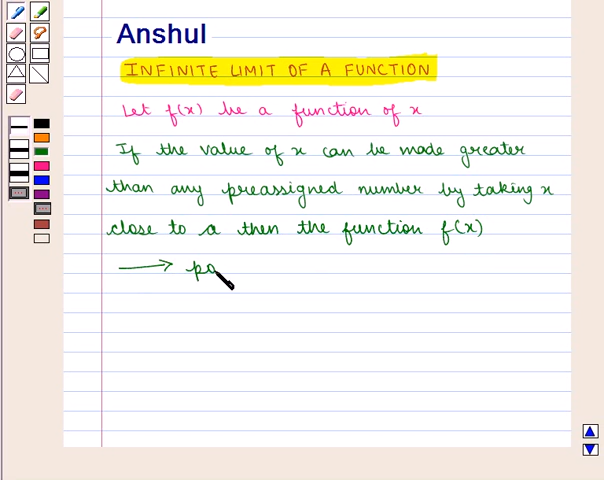 Anshul
INFINITE LIMIT OF A FUNCTION
Let f(x) be a function of x
If the value of x can be made greater
than any preassigned number by taking x
close to a then the function f(x)
⟶ po